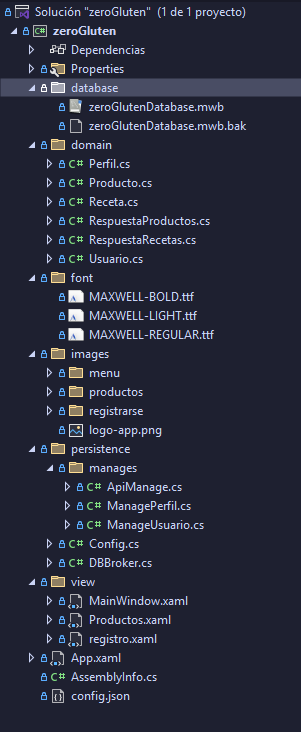 Solución "zeroGluten" (1 de 1 proyecto)
C# zeroGluten
Dependencias
Properties
database
zeroGlutenDatabase.mwb
zeroGlutenDatabase.mwb.bak
domain
C# Perfil.cs
C# Producto.cs
C# Receta.cs
C# RespuestaProductos.cs
C# RespuestaRecetas.cs
C# Usuario.cs
font
MAXWELL-BOLD.ttf
MAXWELL-LIGHT.ttf
MAXWELL-REGULAR.ttf
images
menu
productos
registrarse
logo-app.png
persistence
manages
C# ApiManage.cs
C# ManagePerfil.cs
C# ManageUsuario.cs
C# Config.cs
C# DBBroker.cs
view
MainWindow.xaml
Productos.xaml
registro.xaml
App.xaml
C# AssemblyInfo.cs
config.json